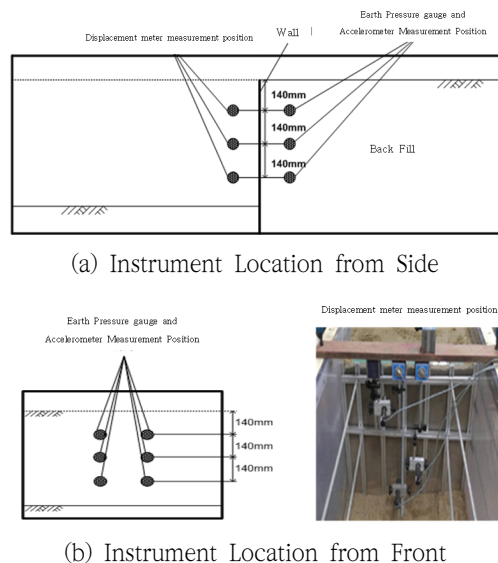 Displacement meter measurement position
Wall
Earth Pressure gauge and
Accelerometer Measurement Position
140mm
140mm
140mm
Back Fill
(a) Instrument Location from Side
Earth Pressure gauge and
Accelerometer Measurement Position
140mm
140mm
140mm
Displacement meter measurement position
(b) Instrument Location from Front